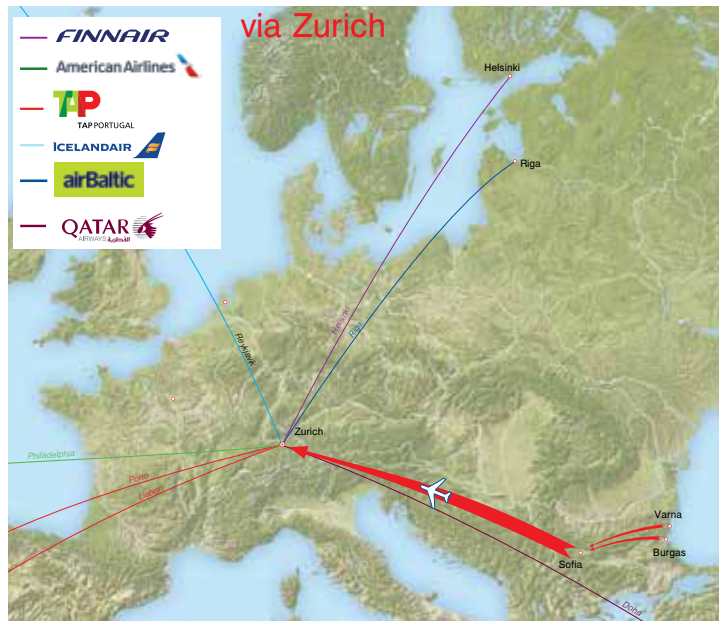 via Zurich
FINNAIR
American Airlines
TAP
TAP PORTUGAL
ICELANDAIR
airBaltic
QATAR
AIRWAYS القطرية
Helsinki
Riga
Helsinki
Riga
Reykjavik
Zurich
Philadelphia
Porto
Lisbon
Varna
Burgas
Sofia
Doha